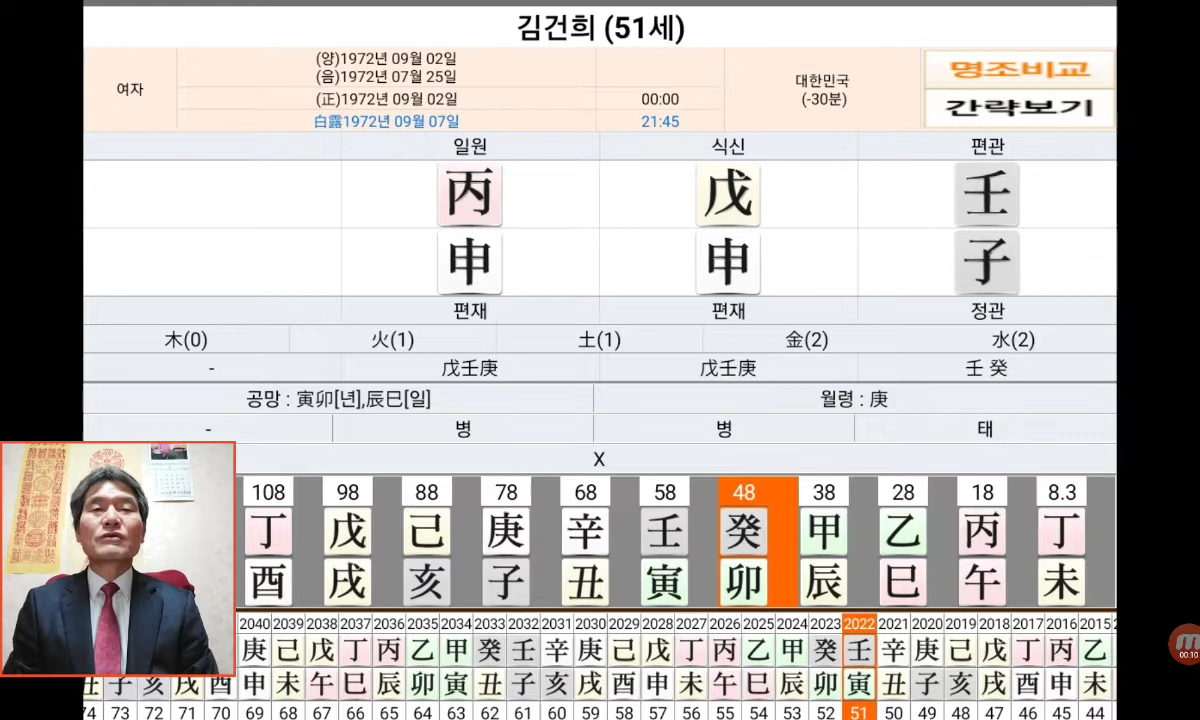 김건희 (51세)
여자
(양)1972년 09월 02일
(음)1972년 07월 25일
(正)1972년 09월 02일 00:00
白露1972년 09월 07일 21:45
대한민국
(-30분)
명조비교
간략보기
일원 식신 편관
丙 戊 壬
申 申 子
편재 편재 정관
木(0) 火(1) 土(1) 金(2) 水(2)
- 戊壬庚 戊壬庚 壬 癸
공망 : 寅卯[년],辰巳[일] 월령 : 庚
- 병 병 태
X
108 98 88 78 68 58 48 38 28 18 8.3
丁 戊 己 庚 辛 壬 癸 甲 乙 丙 丁
酉 戌 亥 子 丑 寅 卯 辰 巳 午 未
2040 2039 2038 2037 2036 2035 2034 2033 2032 2031 2030 2029 2028 2027 2026 2025 2024 2023 2022 2021 2020 2019 2018 2017 2016 2015
庚 己 戊 丁 丙 乙 甲 癸 壬 辛 庚 己 戊 丁 丙 乙 甲 癸 壬 辛 庚 己 戊 丁 丙 乙
丑 子 亥 戌 酉 申 未 午 巳 辰 卯 寅 丑 子 亥 戌 酉 申 未 午 巳 辰 卯 寅 丑 子 亥 戌 酉 申 未
74 73 72 71 70 69 68 67 66 65 64 63 62 61 60 59 58 57 56 55 54 53 52 51 50 49 48 47 46 45 44
00:10